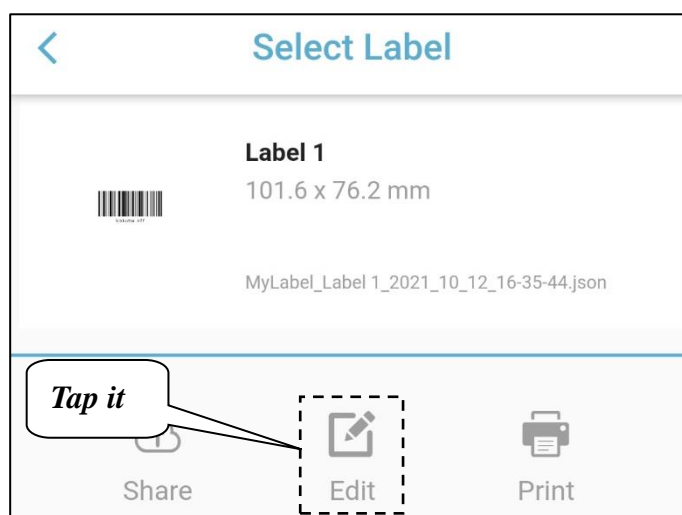 Select Label
Label 1
101.6 x 76.2 mm
MyLabel_Label 1_2021_10_12_16-35-44.json
Tap it
Share
Edit
Print